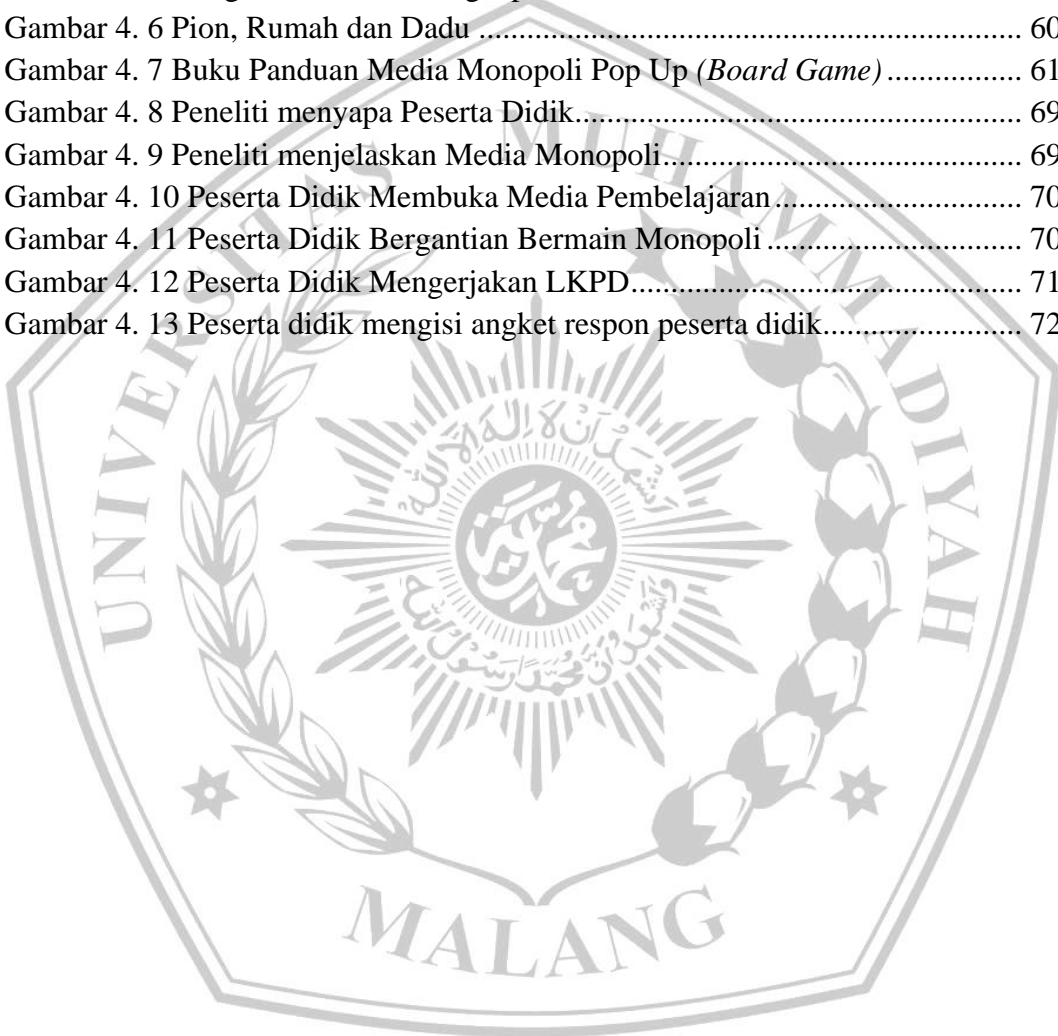 Gambar 4. 6 Pion, Rumah dan Dadu .......................................................... 60
Gambar 4. 7 Buku Panduan Media Monopoli Pop Up (Board Game) ................ 61
Gambar 4. 8 Peneliti menyapa Peserta Didik...................................................... 69
Gambar 4. 9 Peneliti menjelaskan Media Monopoli........................................... 69
Gambar 4. 10 Peserta Didik Membuka Media Pembelajaran ............................. 70
Gambar 4. 11 Peserta Didik Bergantian Bermain Monopoli .............................. 70
Gambar 4. 12 Peserta Didik Mengerjakan LKPD............................................... 71
Gambar 4. 13 Peserta didik mengisi angket respon peserta didik........................ 72
UNIVERSITAS MUHAMMADIYAH
MALANG